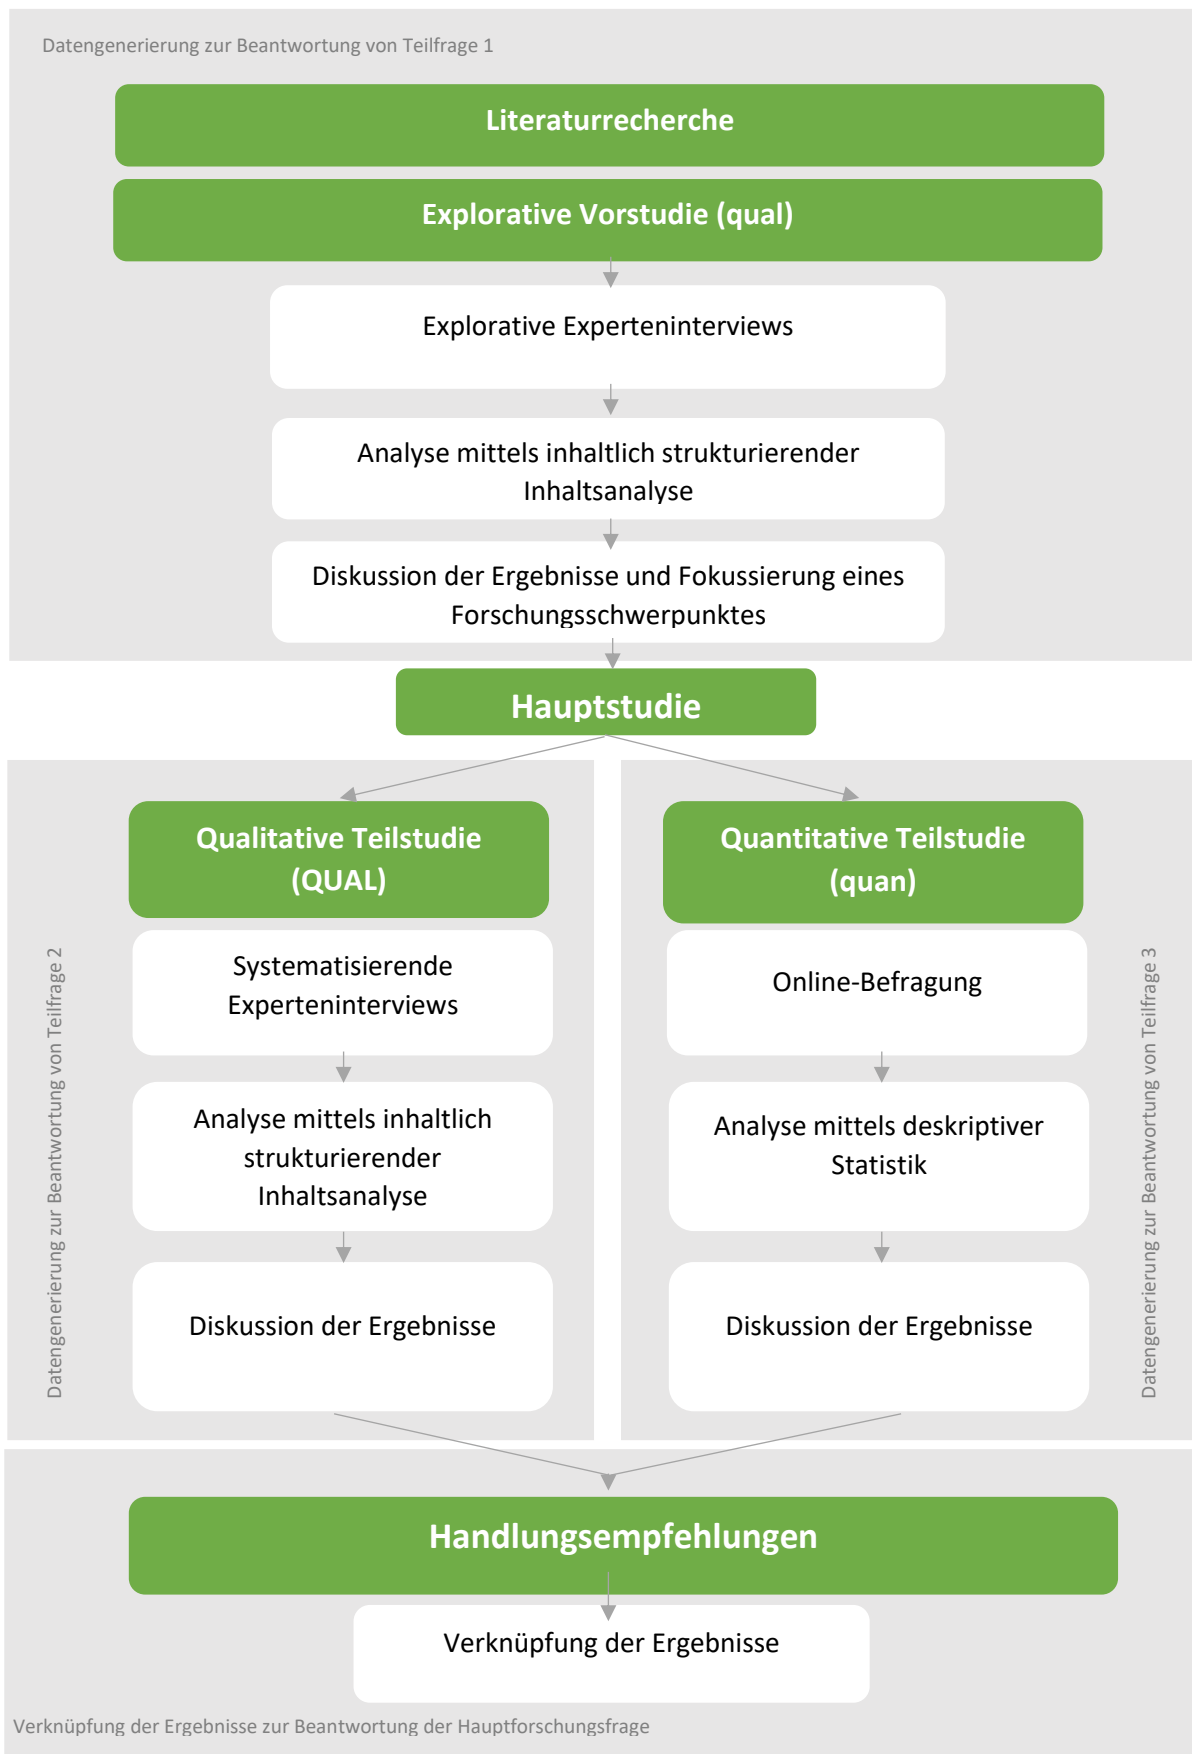 Datengenerierung zur Beantwortung von Teilfrage 1
Literaturrecherche
Explorative Vorstudie (qual)
Explorative Experteninterviews
Analyse mittels inhaltlich strukturierender
Inhaltsanalyse
Diskussion der Ergebnisse und Fokussierung eines
Forschungsschwerpunktes
Hauptstudie
Qualitative Teilstudie
(QUAL)
Systematisierende
Experteninterviews
Analyse mittels inhaltlich
strukturierender
Inhaltsanalyse
Diskussion der Ergebnisse
Datengenerierung zur Beantwortung von Teilfrage 2
Quantitative Teilstudie
(quan)
Online-Befragung
Analyse mittels deskriptiver
Statistik
Diskussion der Ergebnisse
Datengenerierung zur Beantwortung von Teilfrage 3
Handlungsempfehlungen
Verknüpfung der Ergebnisse
Verknüpfung der Ergebnisse zur Beantwortung der Hauptforschungsfrage